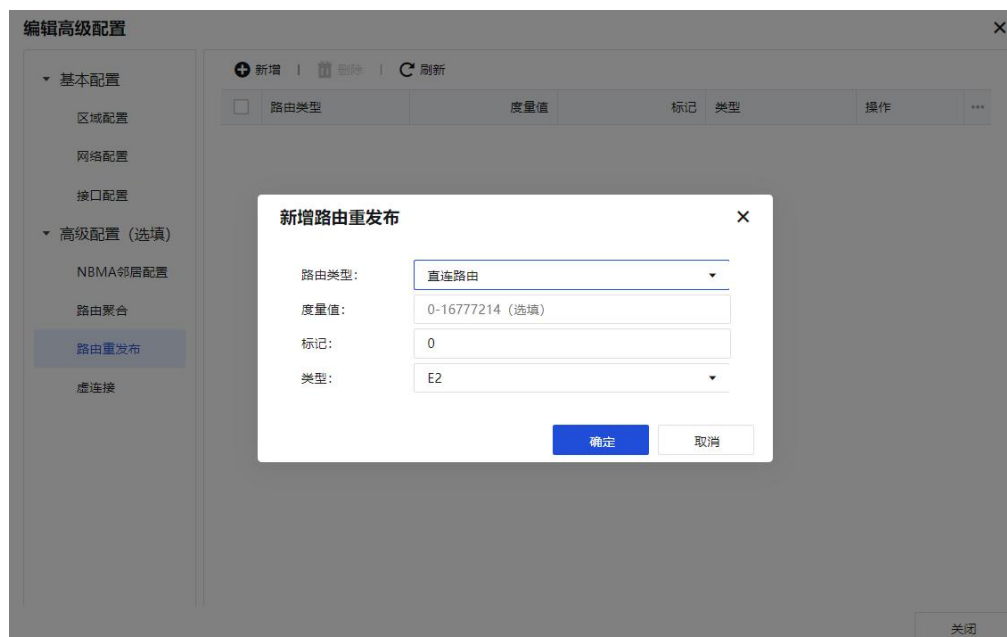 编辑高级配置
基本配置
区域配置
网络配置
接口配置
高级配置（选填）
NBMA邻居配置
路由聚合
路由重发布
虚连接
新增 删除 刷新
路由类型 度量值 标记 类型 操作
新增路由重发布
路由类型： 直连路由
度量值： 0-16777214（选填）
标记： 0
类型： E2
确定 取消
关闭